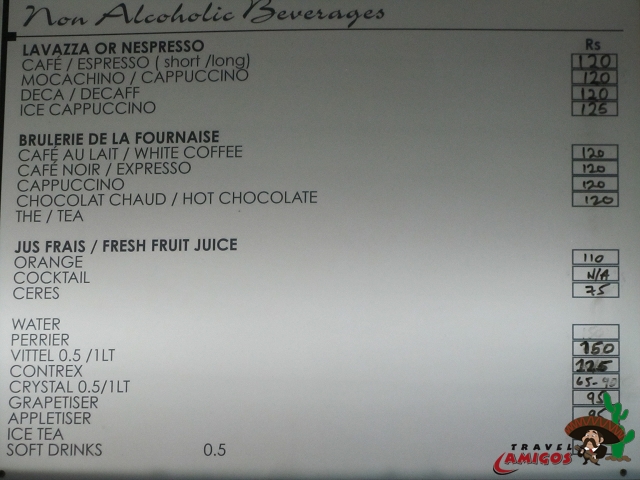 Non Alcoholic Beverages
LAVAZZA OR NESPRESSO Rs
CAFÉ / ESPRESSO ( short /long) 120
MOCACHINO / CAPPUCCINO 120
DECA / DECAFF 120
ICE CAPPUCCINO 125
BRULERIE DE LA FOURNAISE
CAFÉ AU LAIT / WHITE COFFEE 120
CAFÉ NOIR / EXPRESSO 120
CAPPUCCINO 120
CHOCOLAT CHAUD / HOT CHOCOLATE 120
THE / TEA
JUS FRAIS / FRESH FRUIT JUICE
ORANGE 110
COCKTAIL N/A
CERES 75
WATER
PERRIER
VITTEL 0.5 /1LT 150
CONTREX 125
CRYSTAL 0.5/1LT 65-90
GRAPETISER 95
APPLETISER 95
ICE TEA
SOFT DRINKS 0.5
TRAVEL
AMIGOS